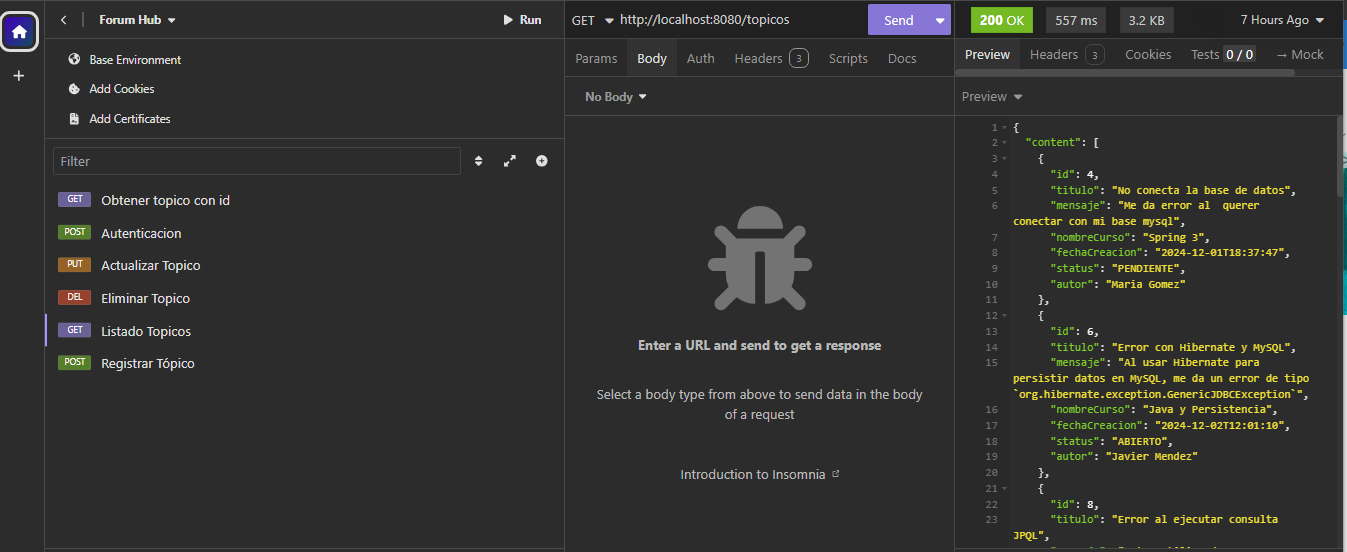 Forum Hub
Run
Base Environment
Add Cookies
Add Certificates
Filter
GET Obtener topico con id
POST Autenticacion
PUT Actualizar Topico
DEL Eliminar Topico
GET Listado Topicos
POST Registrar Tópico
GET http://localhost:8080/topicos
Send
Params Body Auth Headers 3 Scripts Docs
No Body
Enter a URL and send to get a response
Select a body type from above to send data in the body
of a request
Introduction to Insomnia
200 OK 557 ms 3.2 KB 7 Hours Ago
Preview Headers 3 Cookies Tests 0 / 0 → Mock
Preview
1 {
2 "content": [
3 {
4 "id": 4,
5 "titulo": "No conecta la base de datos",
6 "mensaje": "Me da error al  querer
conectar con mi base mysql",
7 "nombreCurso": "Spring 3",
8 "fechaCreacion": "2024-12-01T18:37:47",
9 "status": "PENDIENTE",
10 "autor": "Maria Gomez"
11 },
12 {
13 "id": 6,
14 "titulo": "Error con Hibernate y MySQL",
15 "mensaje": "Al usar Hibernate para
persistir datos en MySQL, me da un error de tipo
`org.hibernate.exception.GenericJDBCException`",
16 "nombreCurso": "Java y Persistencia",
17 "fechaCreacion": "2024-12-02T12:01:10",
18 "status": "ABIERTO",
19 "autor": "Javier Mendez"
20 },
21 {
22 "id": 8,
23 "titulo": "Error al ejecutar consulta
JPQL",